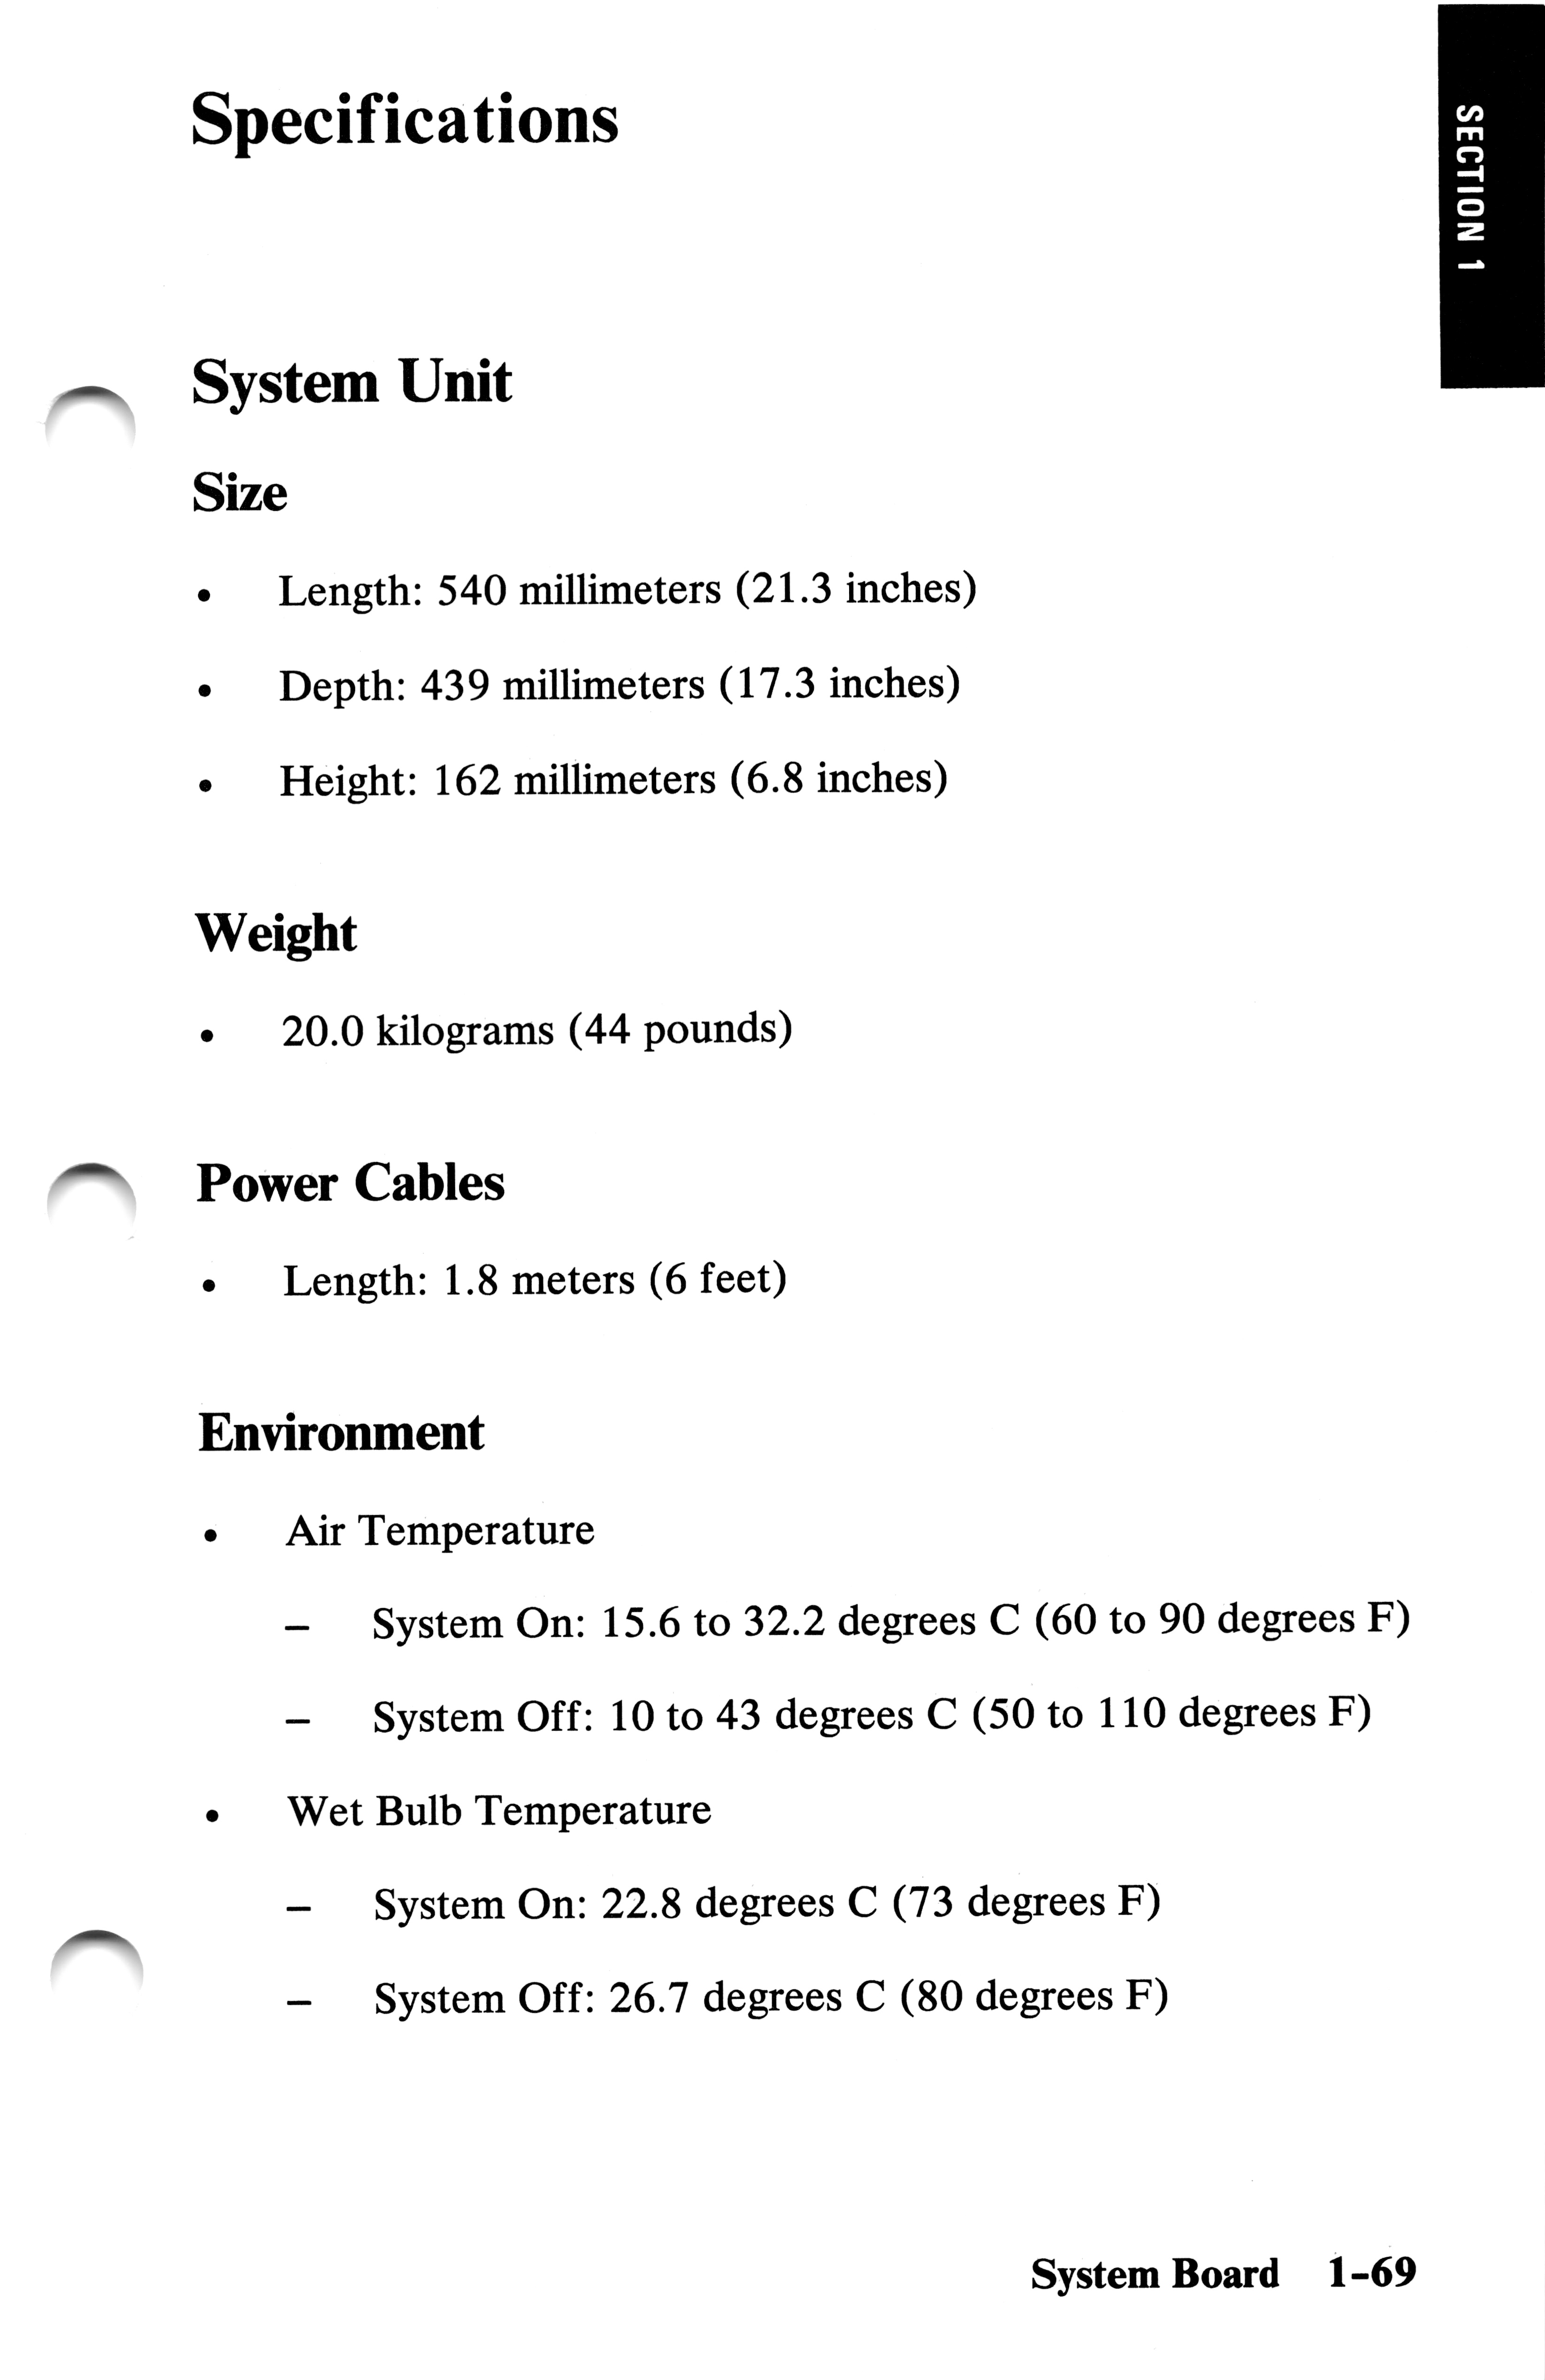 SECTION 1
Specifications
System Unit
Size
• Length: 540 millimeters (21.3 inches)
• Depth: 439 millimeters (17.3 inches)
• Height: 162 millimeters (6.8 inches)
Weight
• 20.0 kilograms (44 pounds)
Power Cables
• Length: 1.8 meters (6 feet)
Environment
• Air Temperature
– System On: 15.6 to 32.2 degrees C (60 to 90 degrees F)
– System Off: 10 to 43 degrees C (50 to 110 degrees F)
• Wet Bulb Temperature
– System On: 22.8 degrees C (73 degrees F)
– System Off: 26.7 degrees C (80 degrees F)
System Board 1-69